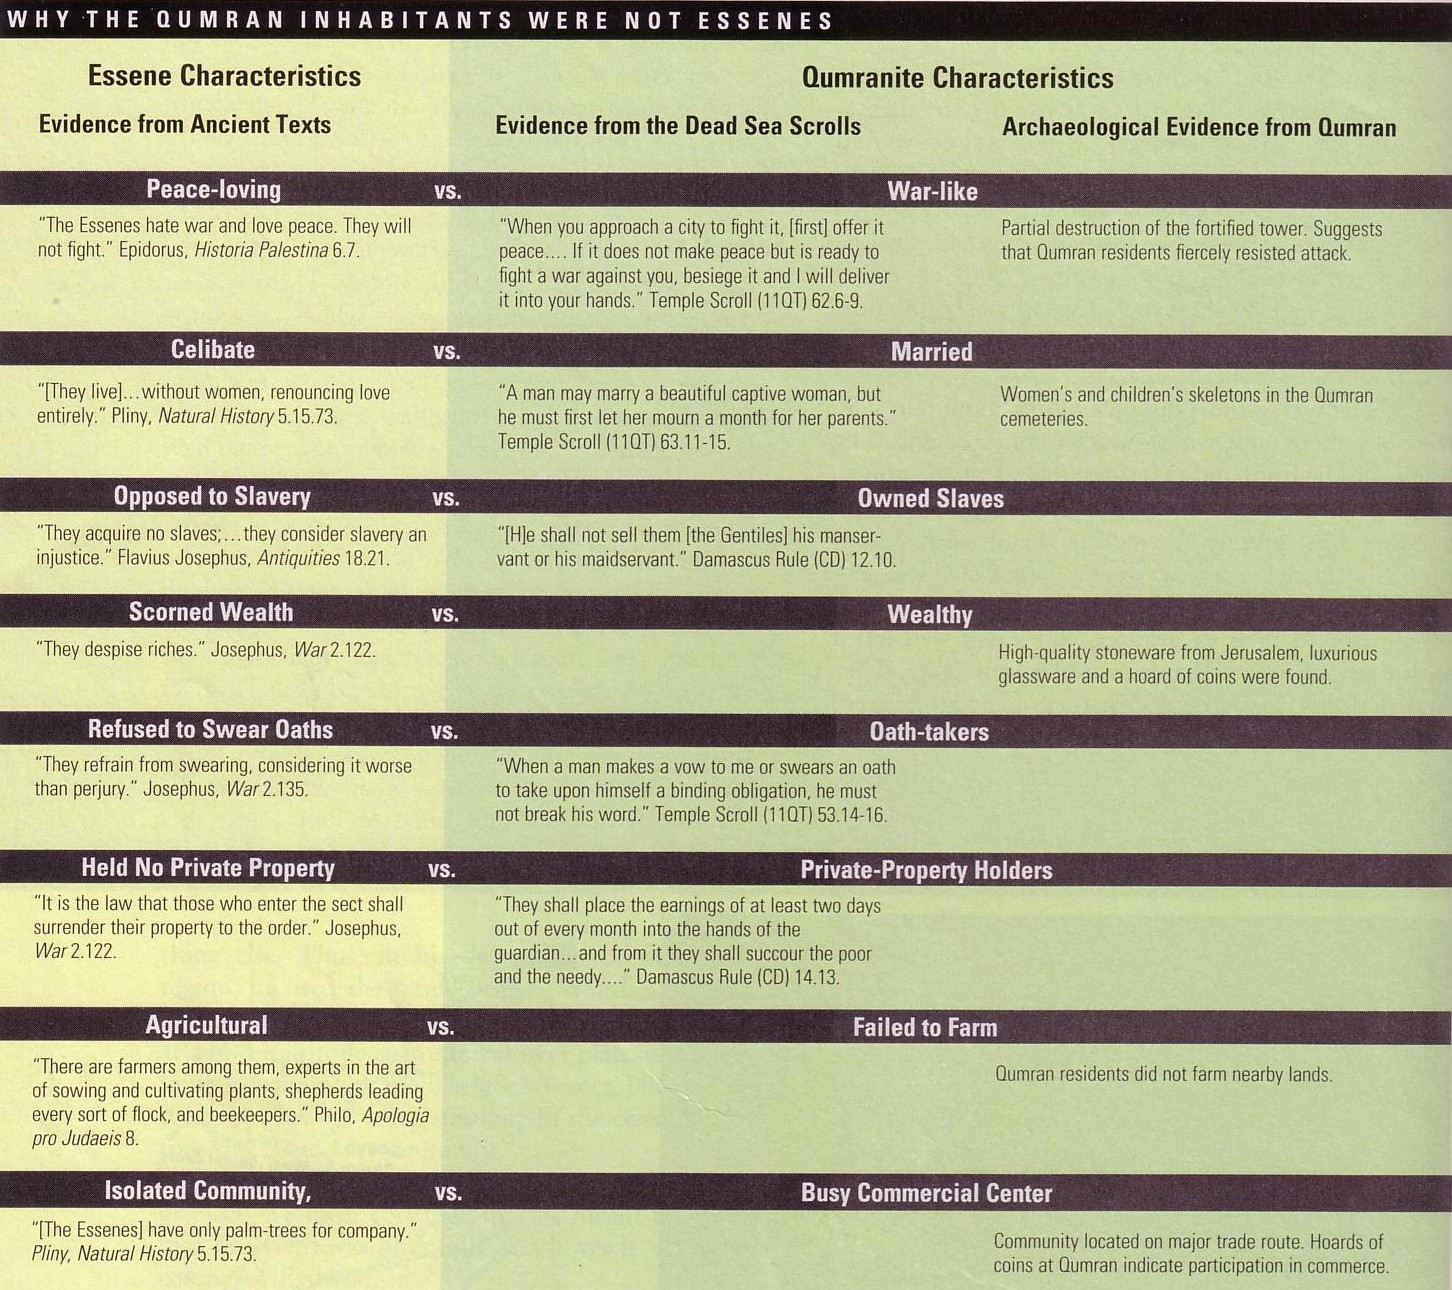 WHY THE QUMRAN INHABITANTS WERE NOT ESSENES
Essene Characteristics
Qumranite Characteristics
Evidence from Ancient Texts
Evidence from the Dead Sea Scrolls
Archaeological Evidence from Qumran
Peace-loving vs. War-like
"The Essenes hate war and love peace. They will
not fight." Epidorus, Historia Palestina 6.7.
"When you approach a city to fight it, [first] offer it
peace.... If it does not make peace but is ready to
fight a war against you, besiege it and I will deliver
it into your hands." Temple Scroll (11QT) 62.6-9.
Partial destruction of the fortified tower. Suggests
that Qumran residents fiercely resisted attack.
Celibate vs. Married
"[They live]...without women, renouncing love
entirely." Pliny, Natural History 5.15.73.
"A man may marry a beautiful captive woman, but
he must first let her mourn a month for her parents."
Temple Scroll (11QT) 63.11-15.
Women's and children's skeletons in the Qumran
cemeteries.
Opposed to Slavery vs. Owned Slaves
"They acquire no slaves;...they consider slavery an
injustice." Flavius Josephus, Antiquities 18.21.
"[H]e shall not sell them [the Gentiles] his manser-
vant or his maidservant." Damascus Rule (CD) 12.10.
Scorned Wealth vs. Wealthy
"They despise riches." Josephus, War 2.122.
High-quality stoneware from Jerusalem, luxurious
glassware and a hoard of coins were found.
Refused to Swear Oaths vs. Oath-takers
"They refrain from swearing, considering it worse
than perjury." Josephus, War 2.135.
"When a man makes a vow to me or swears an oath
to take upon himself a binding obligation, he must
not break his word." Temple Scroll (11QT) 53.14-16.
Held No Private Property vs. Private-Property Holders
"It is the law that those who enter the sect shall
surrender their property to the order." Josephus,
War 2.122.
"They shall place the earnings of at least two days
out of every month into the hands of the
guardian...and from it they shall succour the poor
and the needy...." Damascus Rule (CD) 14.13.
Agricultural vs. Failed to Farm
"There are farmers among them, experts in the art
of sowing and cultivating plants, shepherds leading
every sort of flock, and beekeepers." Philo, Apologia
pro Judaeis 8.
Qumran residents did not farm nearby lands.
Isolated Community, vs. Busy Commercial Center
"[The Essenes] have only palm-trees for company."
Pliny, Natural History 5.15.73.
Community located on major trade route. Hoards of
coins at Qumran indicate participation in commerce.